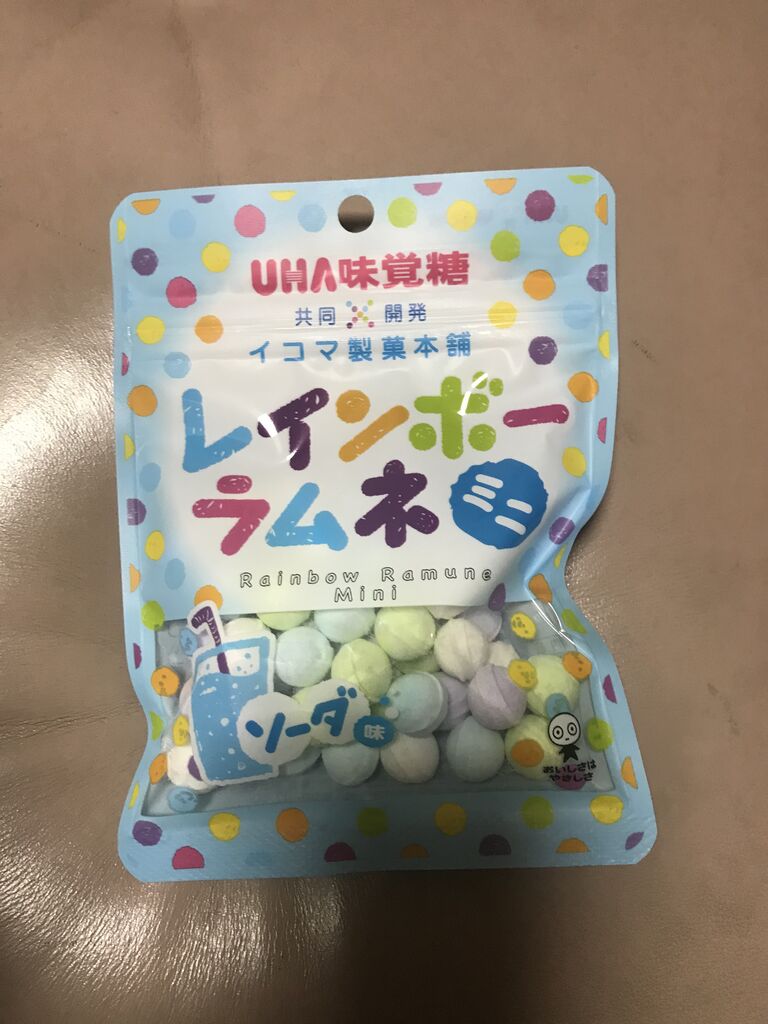 UHA味覚糖
共同×開発
イコマ製菓本舗
レインボー
ラムネ ミニ
Rainbow Ramune
Mini
ソーダ味
おいしさは
やさしさ